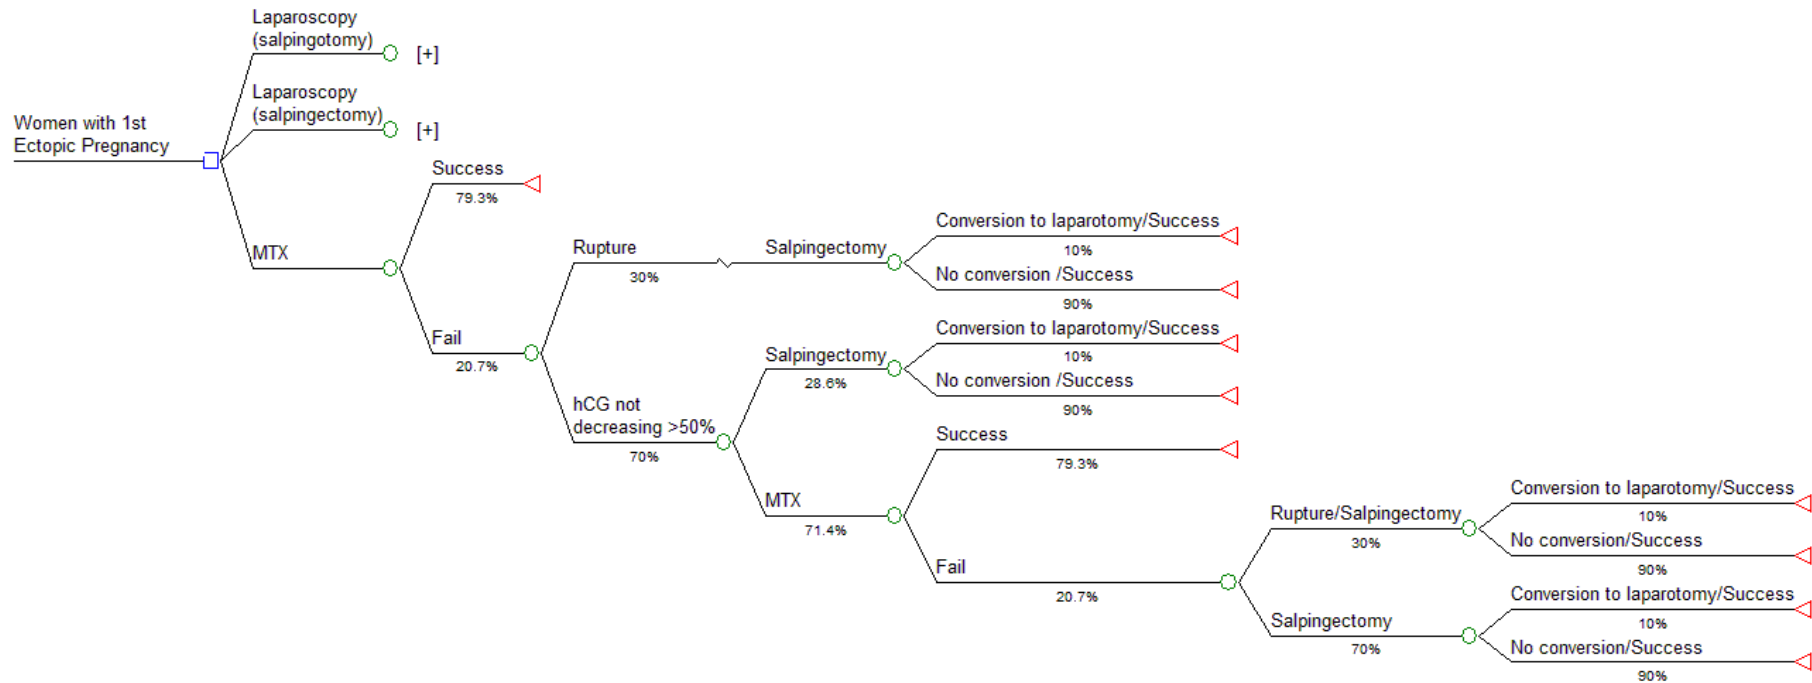 Laparoscopy
(salpingotomy)
[+]
Laparoscopy
(salpingectomy)
[+]
Women with 1st
Ectopic Pregnancy
Success
79.3%
MTX
Fail
20.7%
Rupture
30%
Salpingectomy
Conversion to laparotomy/Success
10%
No conversion /Success
90%
hCG not
decreasing >50%
70%
Salpingectomy
28.6%
Conversion to laparotomy/Success
10%
No conversion /Success
90%
MTX
71.4%
Success
79.3%
Fail
20.7%
Rupture/Salpingectomy
30%
Conversion to laparotomy/Success
10%
No conversion/Success
90%
Salpingectomy
70%
Conversion to laparotomy/Success
10%
No conversion/Success
90%